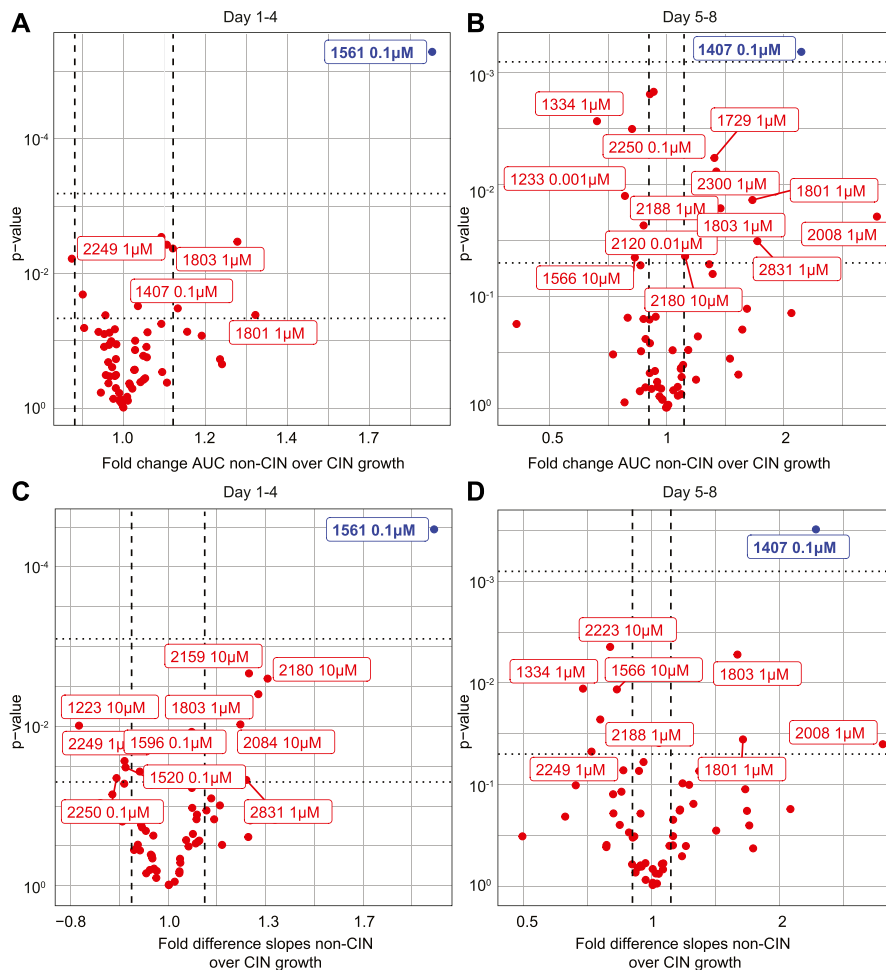 A
Day 1-4
1561 0.1µM
10-4
2249 1µM
1803 1µM
10-2
1407 0.1µM
1801 1µM
100
p-value
1.0
1.2
1.4
1.7
Fold change AUC non-CIN over CIN growth
B
Day 5-8
1407 0.1µM
10-3
1334 1µM
1729 1µM
2250 0.1µM
1233 0.001µM
2300 1µM
1801 1µM
10-2
2188 1µM
1803 1µM
2008 1µM
2120 0.01µM
1566 10µM
2831 1µM
2180 10µM
10-1
100
p-value
0.5
1
2
Fold change AUC non-CIN over CIN growth
C
Day 1-4
1561 0.1µM
10-4
2159 10µM
2180 10µM
1223 10µM
1803 1µM
10-2
2249 1µ
1596 0.1µM
2084 10µM
1520 0.1µM
2250 0.1µM
2831 1µM
100
p-value
−0.8
1.0
1.3
1.7
Fold difference slopes non-CIN
over CIN growth
D
Day 5-8
1407 0.1µM
10-3
2223 10µM
1334 1µM
1566 10µM
1803 1µM
10-2
2188 1µM
2008 1µM
2249 1µM
1801 1µM
10-1
100
p-value
0.5
1
2
Fold difference slopes non-CIN
over CIN growth